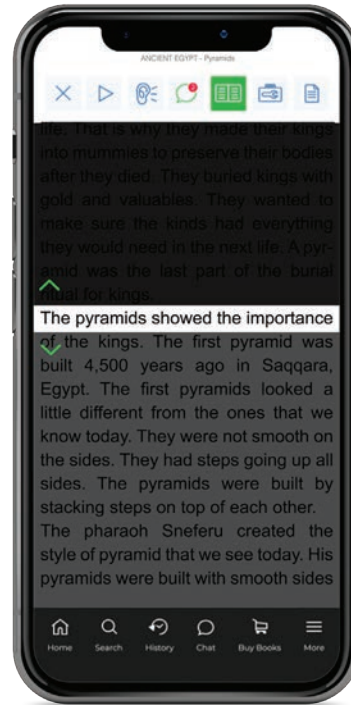 ANCIENT EGYPT - Pyramids
2
life. That is why they made their kings
into mummies to preserve their bodies
after they died. They buried kings with
gold and valuables. They wanted to
make sure the kinds had everything
they would need in the next life. A pyr-
amid was the last part of the burial
ritual for kings.
The pyramids showed the importance
of the kings. The first pyramid was
built 4,500 years ago in Saqqara,
Egypt. The first pyramids looked a
little different from the ones that we
know today. They were not smooth on
the sides. They had steps going up all
sides. The pyramids were built by
stacking steps on top of each other.
The pharaoh Sneferu created the
style of pyramid that we see today. His
pyramids were built with smooth sides
Home Search History Chat Buy Books More